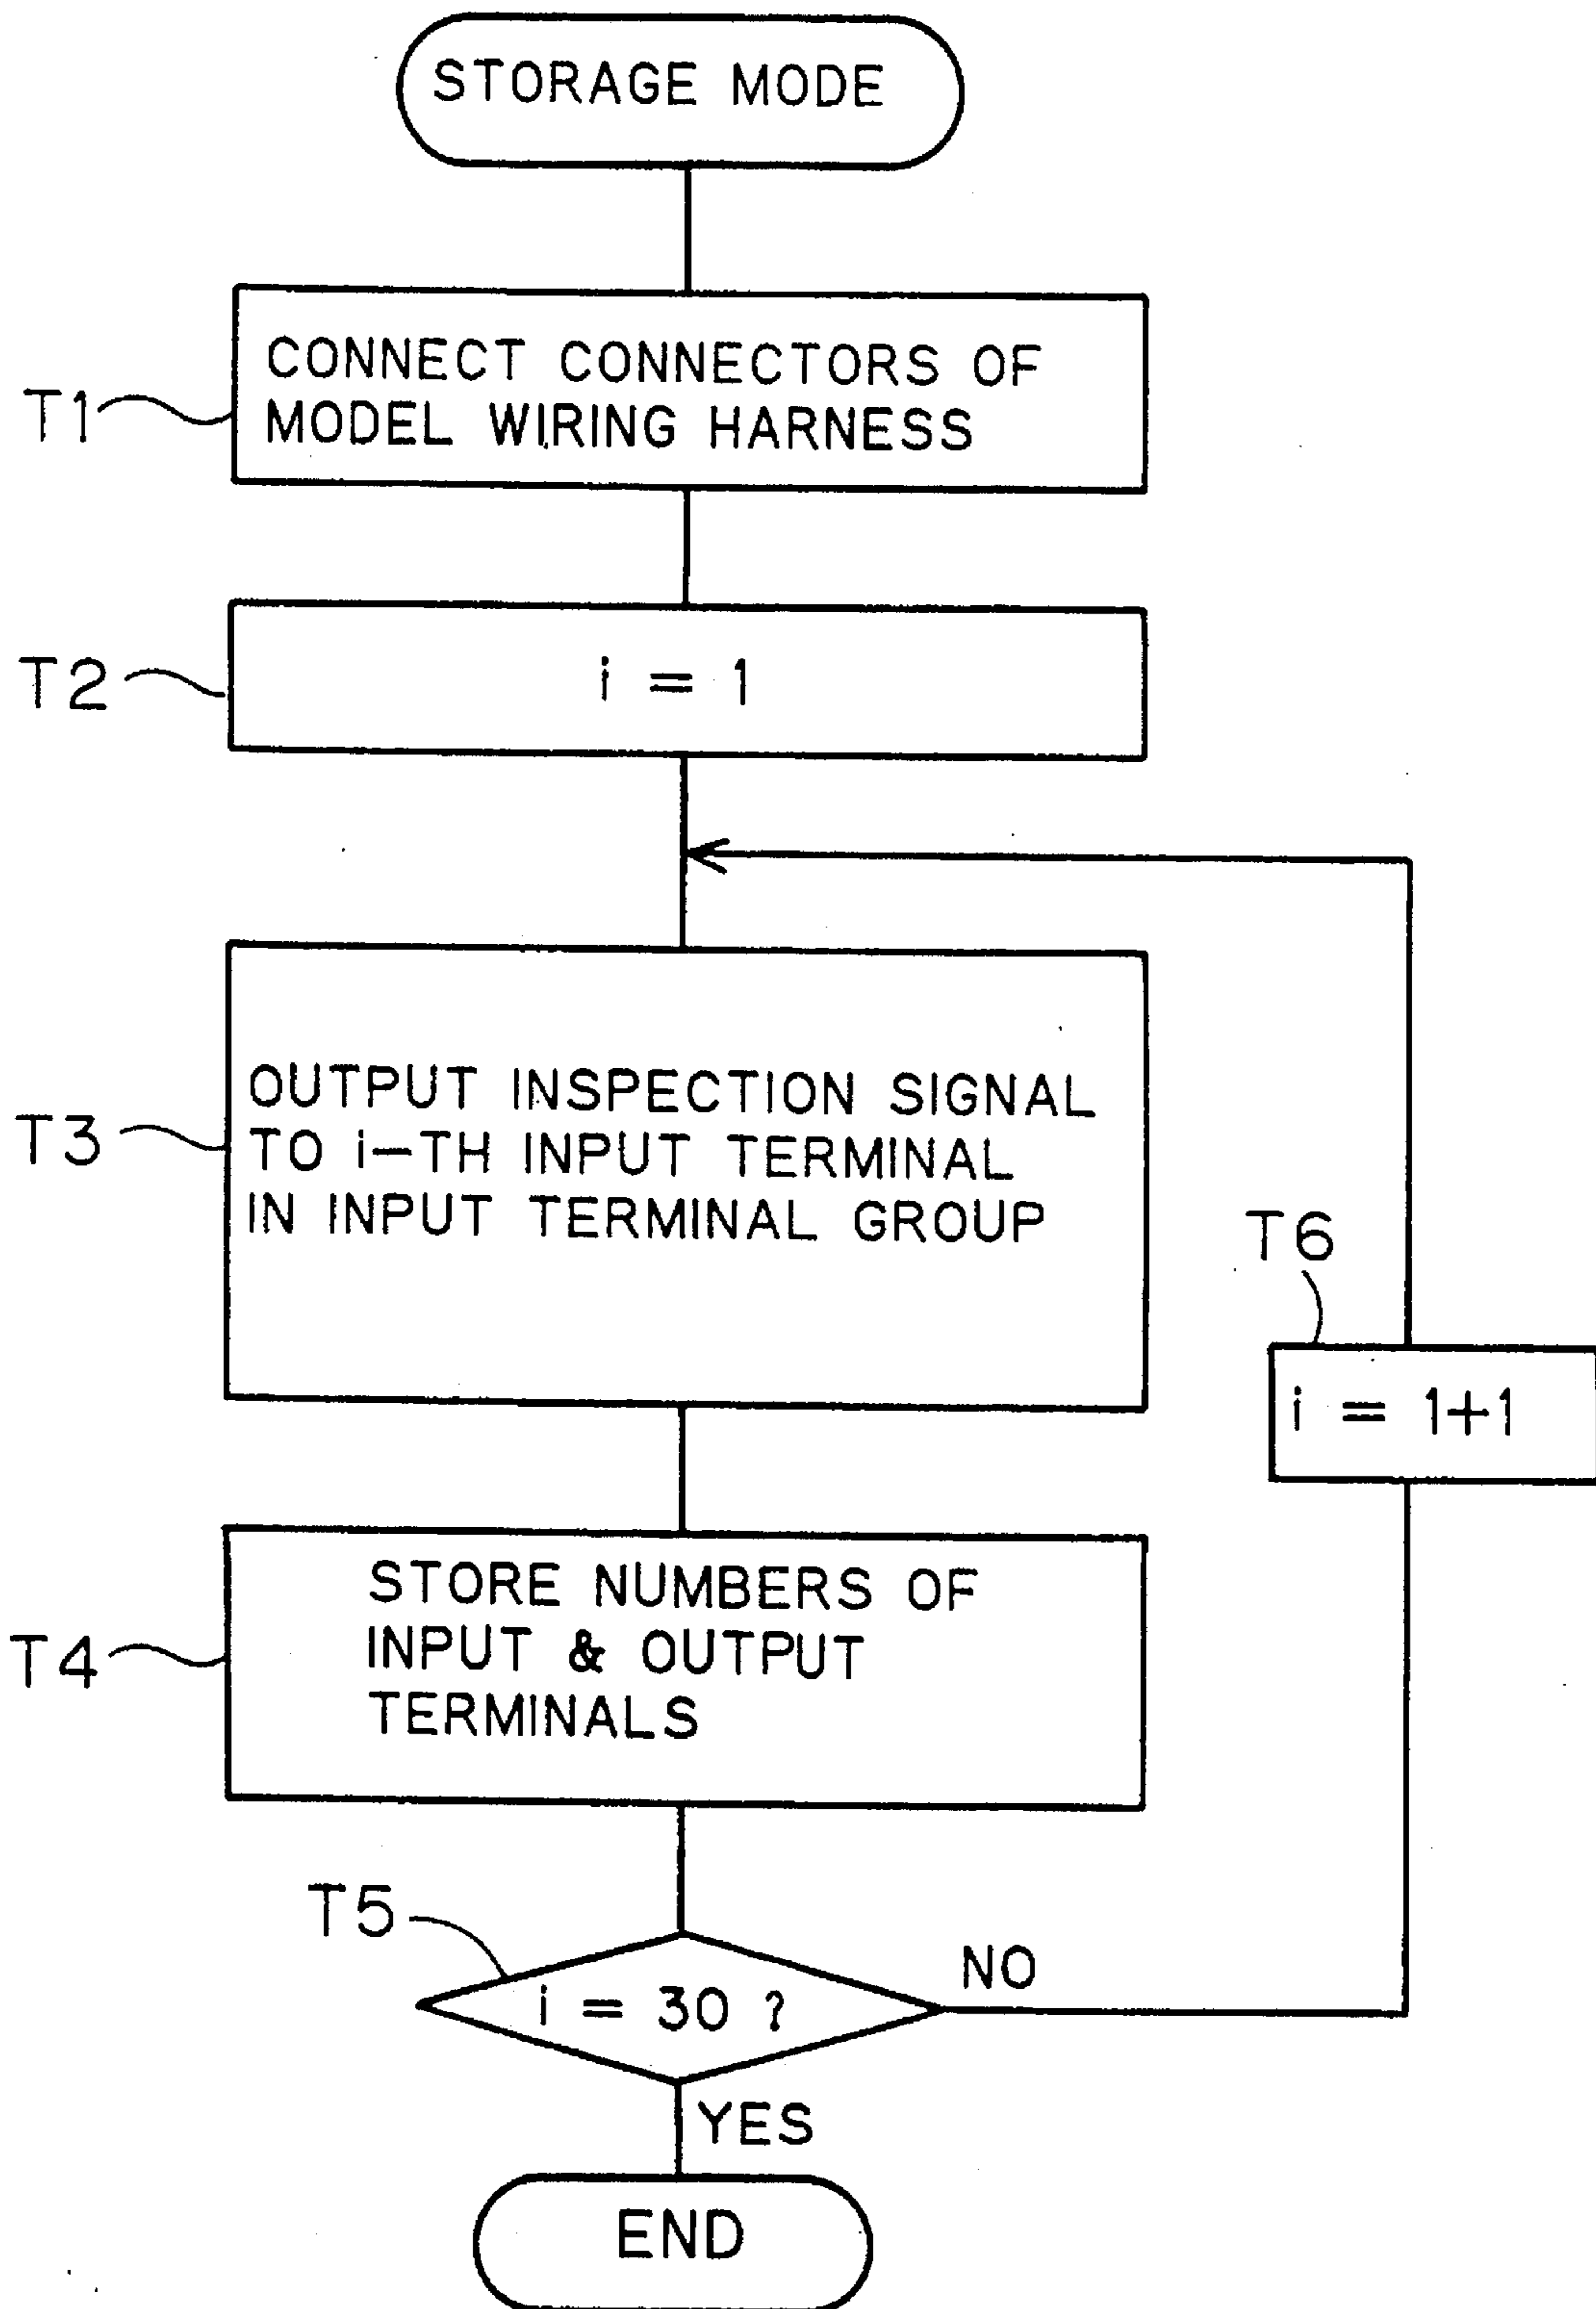 STORAGE MODE
T1
CONNECT CONNECTORS OF
MODEL WIRING HARNESS
T2
i = 1
T3
OUTPUT INSPECTION SIGNAL
TO i-TH INPUT TERMINAL
IN INPUT TERMINAL GROUP
T6
i = 1+1
T4
STORE NUMBERS OF
INPUT & OUTPUT
TERMINALS
T5
i = 30 ?
NO
YES
END